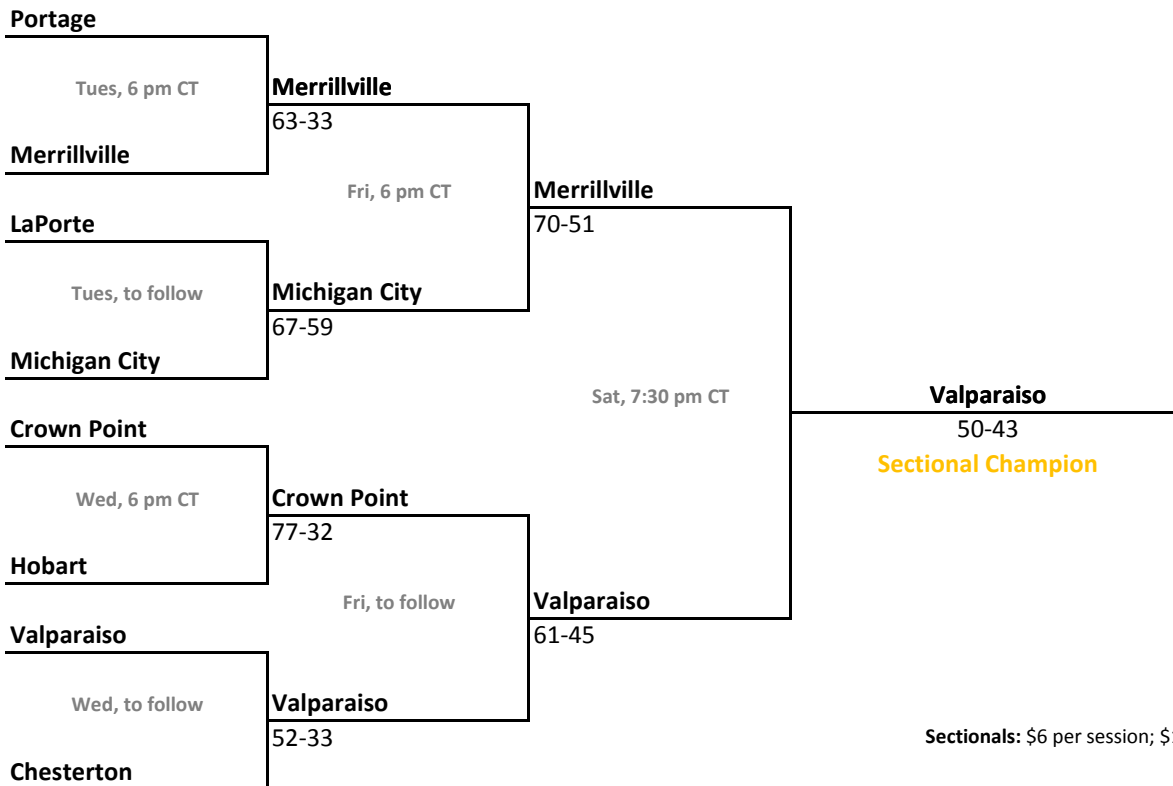 Portage
Tues, 6 pm CT
Merrillville
63-33
Merrillville
Fri, 6 pm CT
Merrillville
70-51
LaPorte
Tues, to follow
Michigan City
67-59
Michigan City
Sat, 7:30 pm CT
Valparaiso
50-43
Sectional Champion
Crown Point
Wed, 6 pm CT
Crown Point
77-32
Hobart
Fri, to follow
Valparaiso
61-45
Valparaiso
Wed, to follow
Valparaiso
52-33
Chesterton
Sectionals: $6 per session;